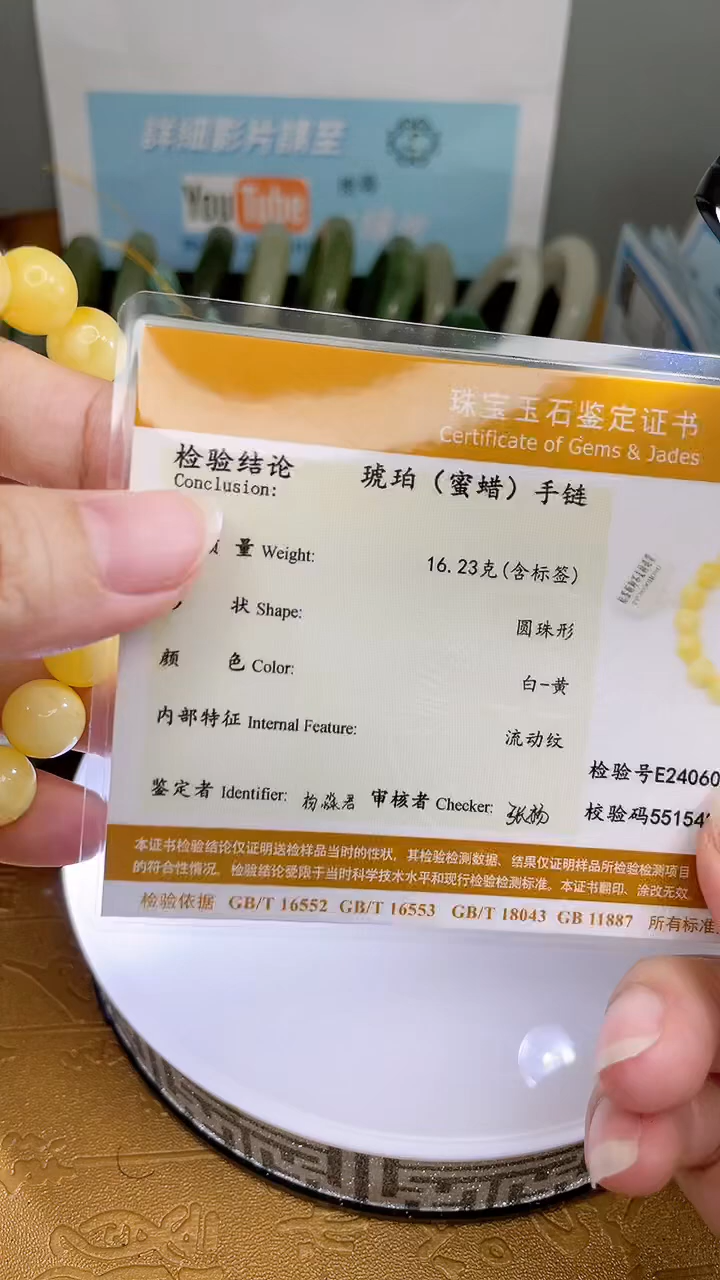 詳細影片請至
YouTube
珠宝玉石鉴定证书
Certificate of Gems & Jades
检验结论 琥珀（蜜蜡）手链
Conclusion:
量 Weight: 16.23克(含标签)
状 Shape: 圆珠形
颜 色 Color: 白-黄
内部特征 Internal Feature: 流动纹
检验号E24060
鉴定者 Identifier: 审核者 Checker: 张杨
校验码55154
本证书检验结论仅证明送检样品当时的性状，其检验检测数据、结果仅证明样品所检验检测项目
的符合性情况。检验结论受限于当时科学技术水平和现行检验检测标准。本证书翻印、涂改无效
检验依据 GB/T 16552 GB/T 16553 GB/T 18043 GB 11887 所有标准